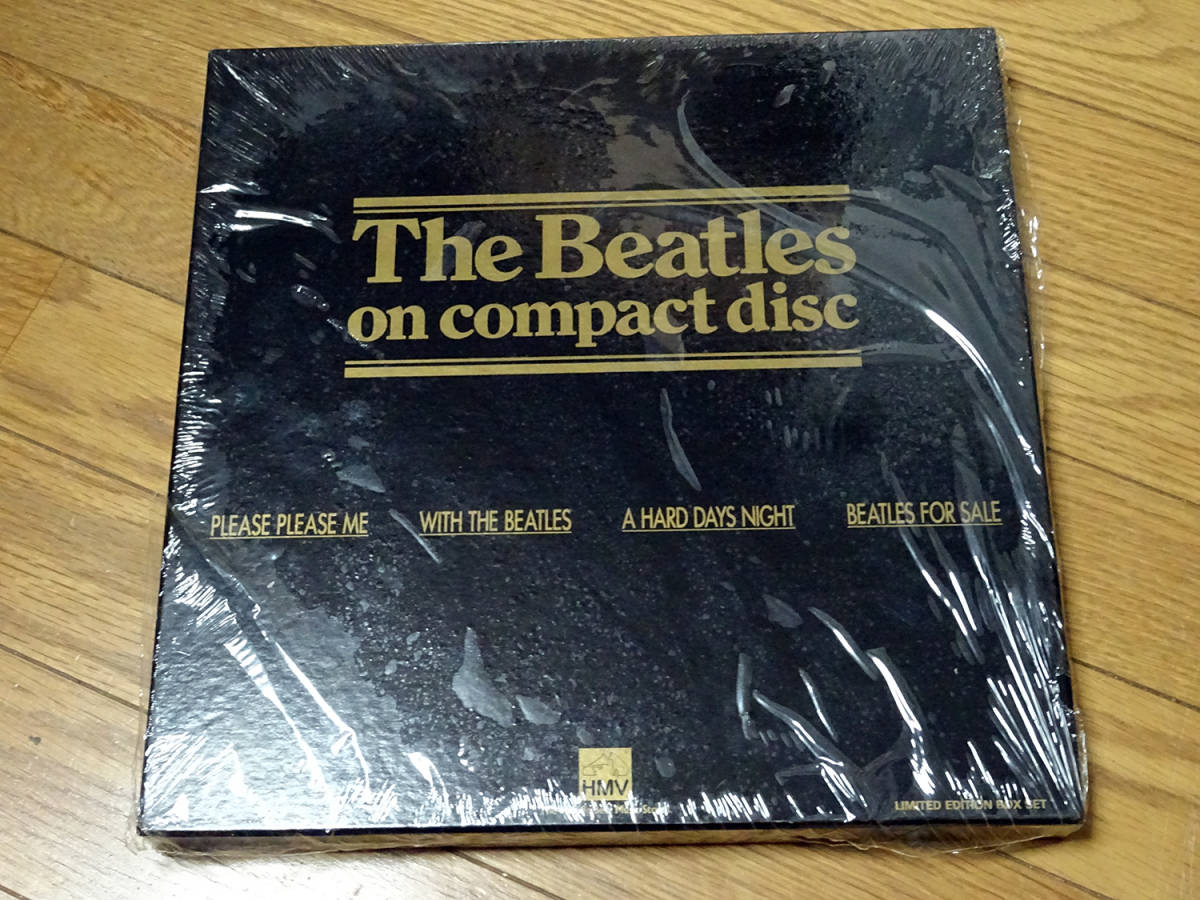 The Beatles
on compact disc
PLEASE PLEASE ME
WITH THE BEATLES
A HARD DAYS NIGHT
BEATLES FOR SALE
HMV
LIMITED EDITION BOX SET